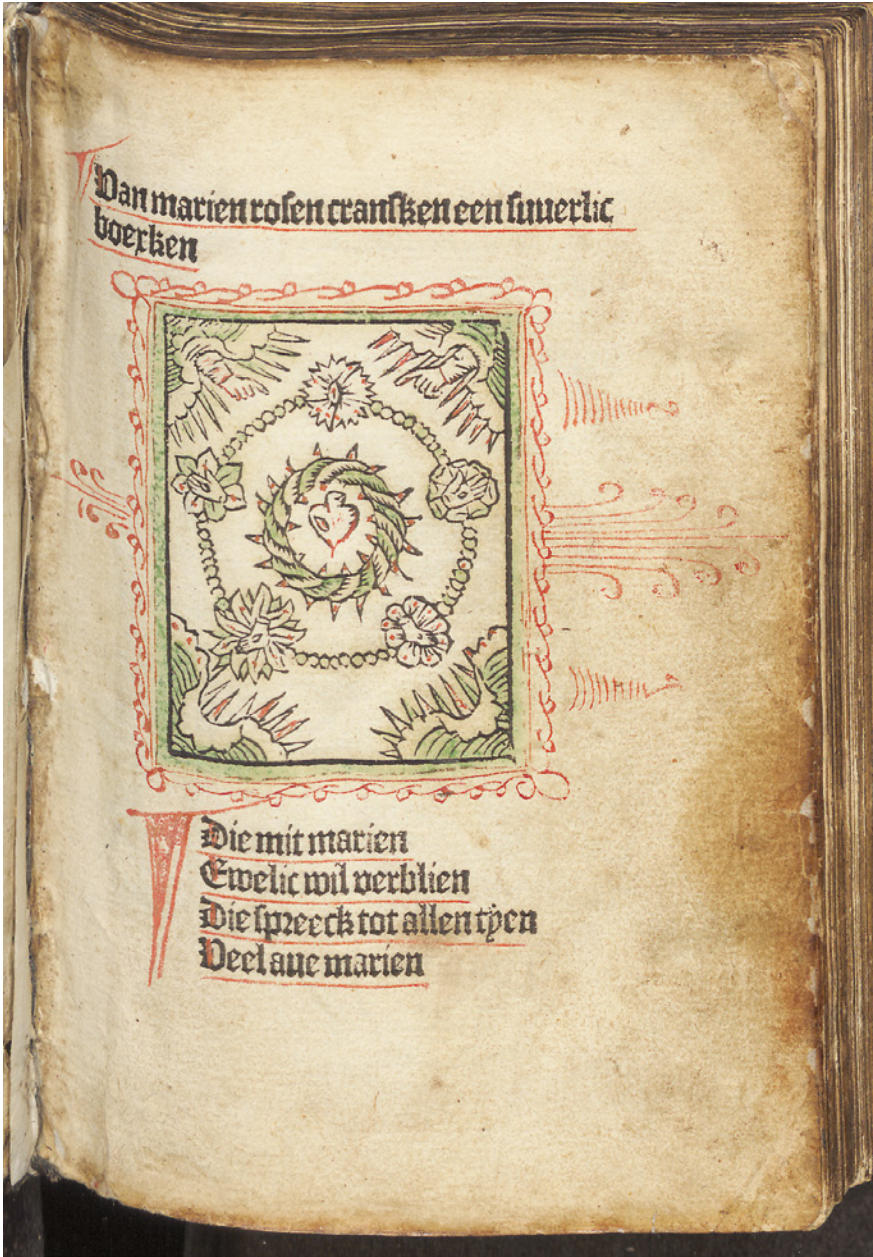 Van marien rosen cransken een suuerlic
boexken
Die mit marien
Ewelic wil verblien
Die spreeck tot allen tyen
Veel aue marien